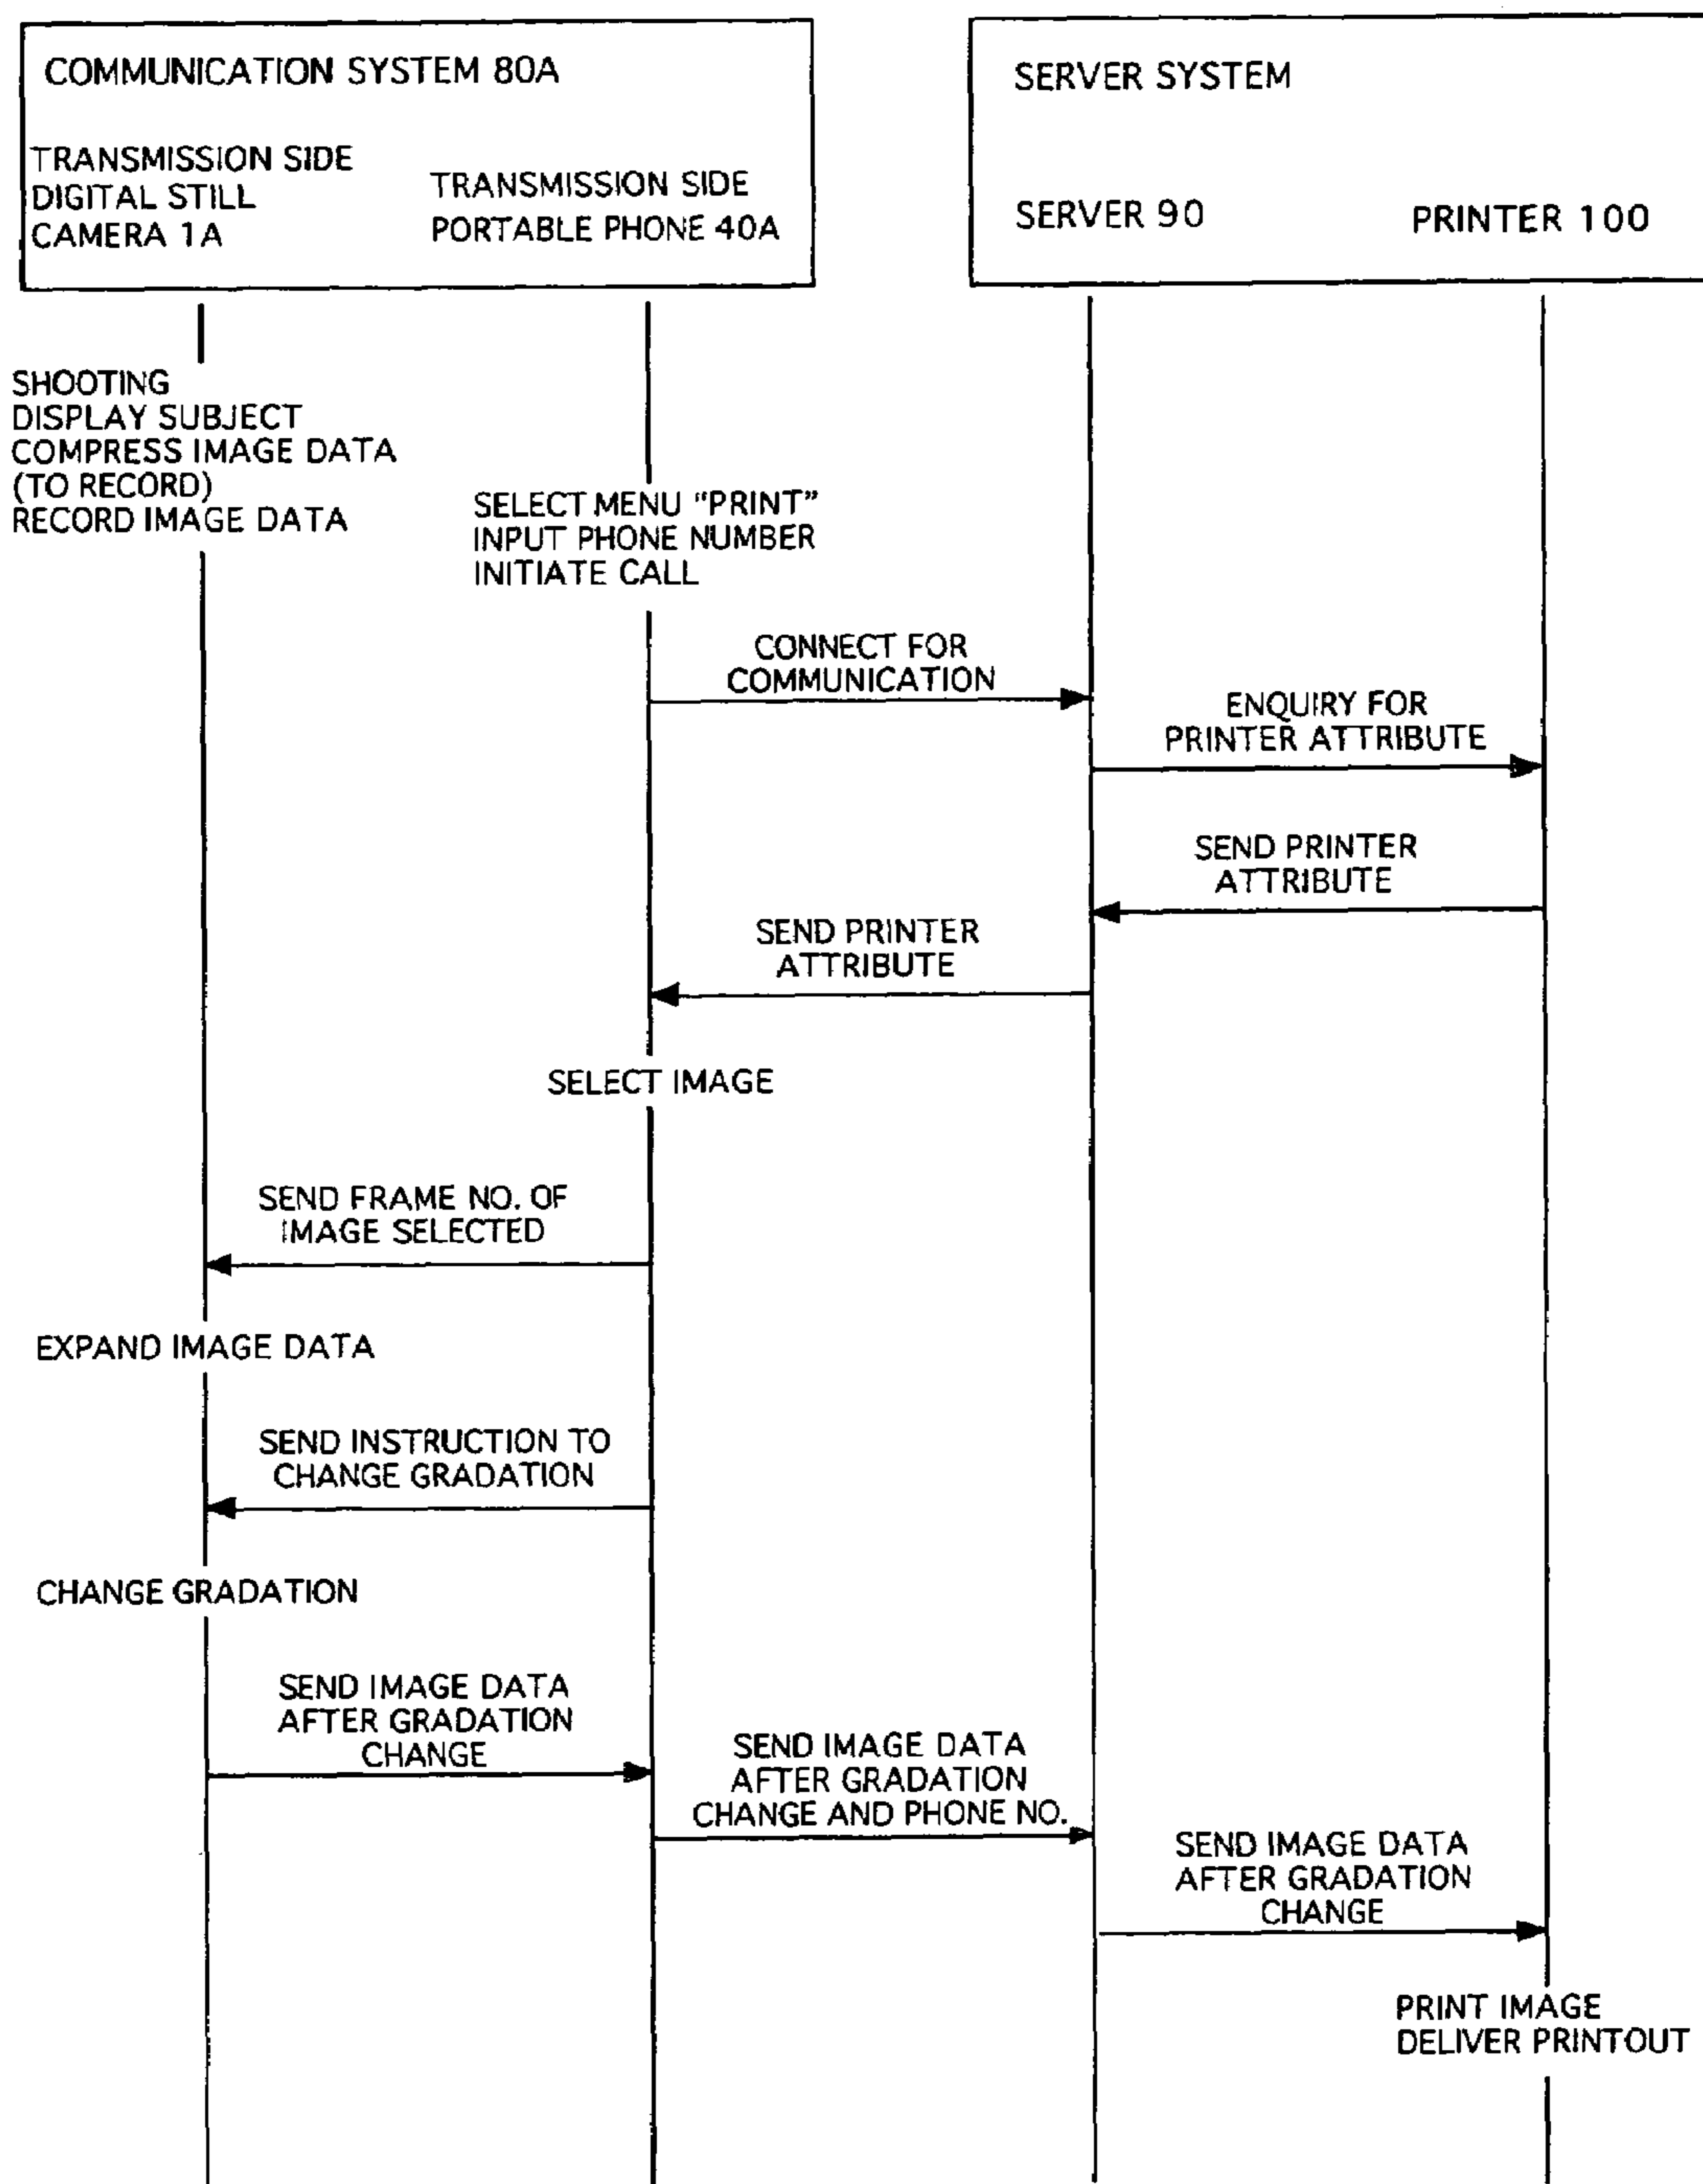 COMMUNICATION SYSTEM 80A
TRANSMISSION SIDE
DIGITAL STILL
CAMERA 1A
TRANSMISSION SIDE
PORTABLE PHONE 40A
SERVER SYSTEM
SERVER 90
PRINTER 100
SHOOTING
DISPLAY SUBJECT
COMPRESS IMAGE DATA
(TO RECORD)
RECORD IMAGE DATA
SELECT MENU "PRINT"
INPUT PHONE NUMBER
INITIATE CALL
CONNECT FOR
COMMUNICATION
ENQUIRY FOR
PRINTER ATTRIBUTE
SEND PRINTER
ATTRIBUTE
SEND PRINTER
ATTRIBUTE
SELECT IMAGE
SEND FRAME NO. OF
IMAGE SELECTED
EXPAND IMAGE DATA
SEND INSTRUCTION TO
CHANGE GRADATION
CHANGE GRADATION
SEND IMAGE DATA
AFTER GRADATION
CHANGE
SEND IMAGE DATA
AFTER GRADATION
CHANGE AND PHONE NO.
SEND IMAGE DATA
AFTER GRADATION
CHANGE
PRINT IMAGE
DELIVER PRINTOUT